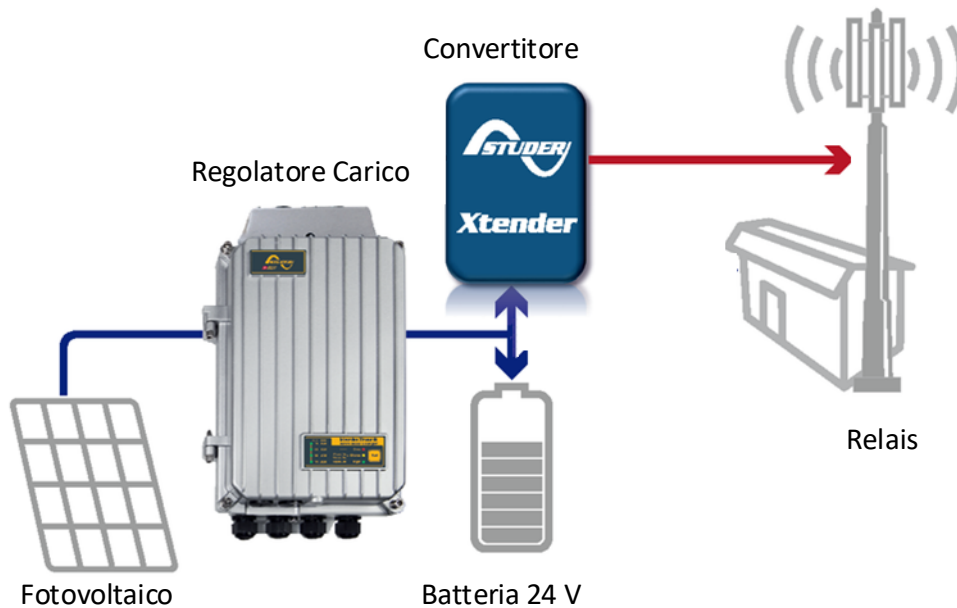 Convertitore
STUDER
Xtender
Regolatore Carico
Relais
Fotovoltaico
Batteria 24 V